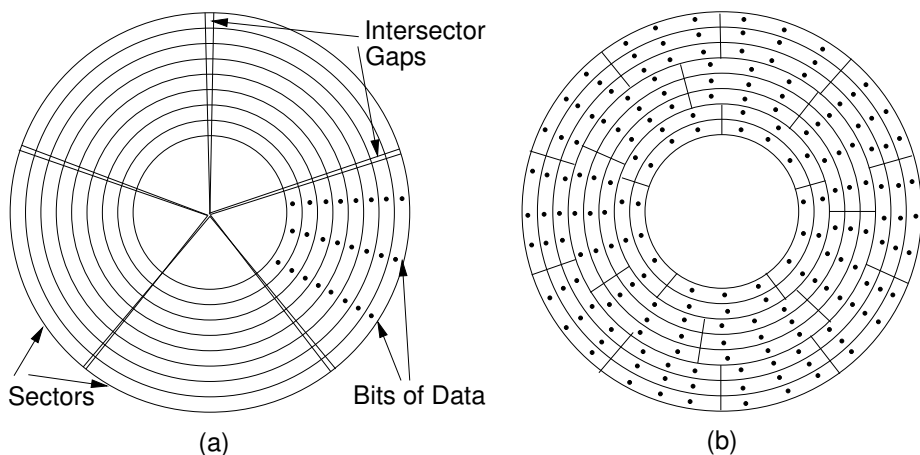 Intersector
Gaps
Sectors
Bits of Data
(a)
(b)